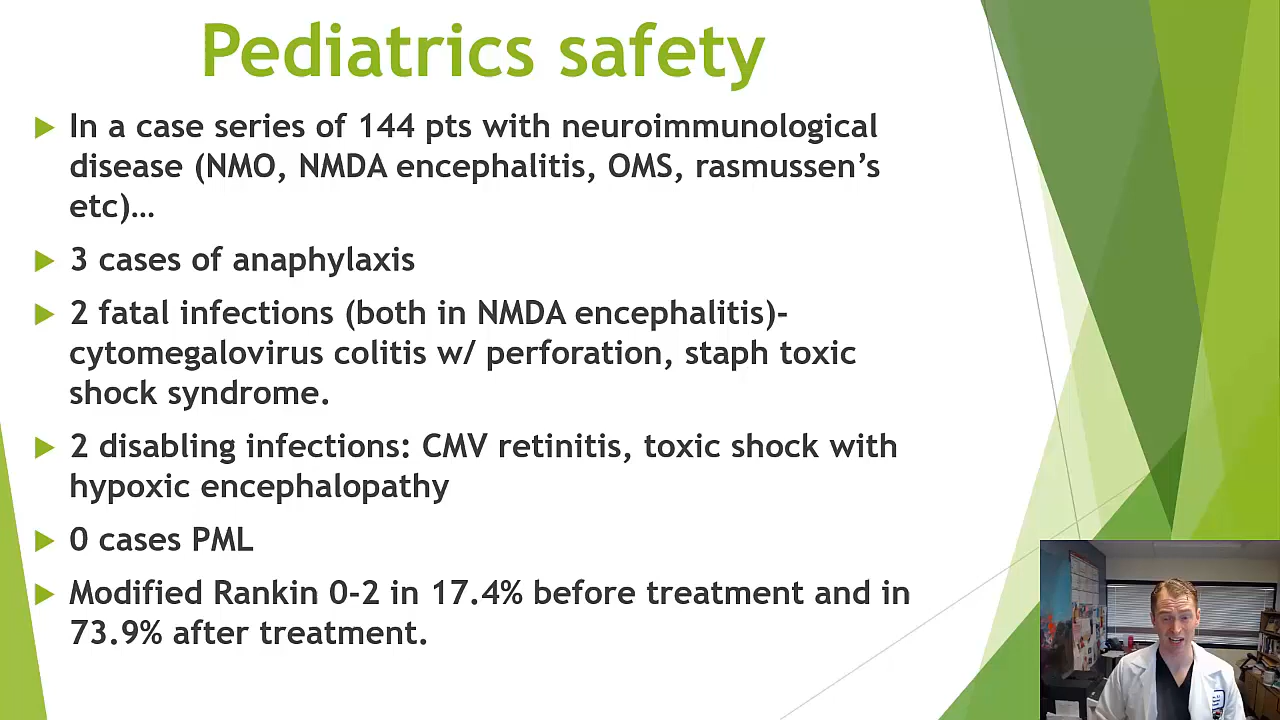 Pediatrics safety
In a case series of 144 pts with neuroimmunological
disease (NMO, NMDA encephalitis, OMS, rasmussen’s
etc)…
3 cases of anaphylaxis
2 fatal infections (both in NMDA encephalitis)-
cytomegalovirus colitis w/ perforation, staph toxic
shock syndrome.
2 disabling infections: CMV retinitis, toxic shock with
hypoxic encephalopathy
0 cases PML
Modified Rankin 0-2 in 17.4% before treatment and in
73.9% after treatment.